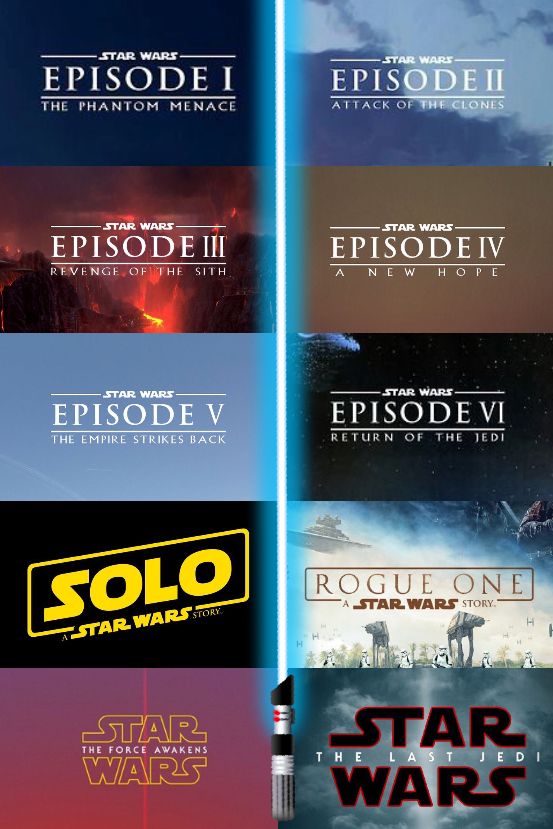 STAR WARS
EPISODE I
THE PHANTOM MENACE
STAR WARS
EPISODE II
ATTACK OF THE CLONES
STAR WARS
EPISODE III
REVENGE OF THE SITH
STAR WARS
EPISODE IV
A NEW HOPE
STAR WARS
EPISODE V
THE EMPIRE STRIKES BACK
STAR WARS
EPISODE VI
RETURN OF THE JEDI
SOLO
A STAR WARS STORY™
ROGUE ONE
A STAR WARS STORY
STAR
THE FORCE AWAKENS
WARS
STAR
THE LAST JEDI
WARS